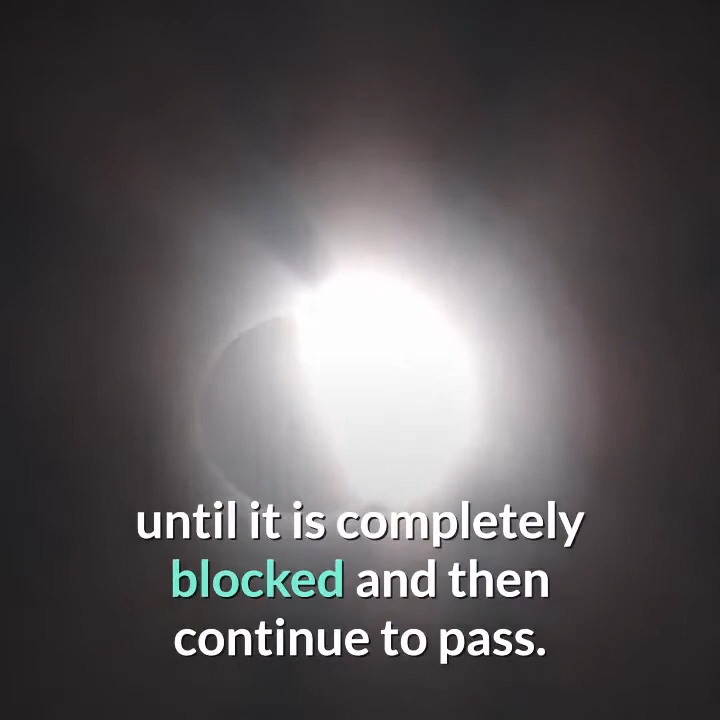 until it is completely
blocked and then
continue to pass.